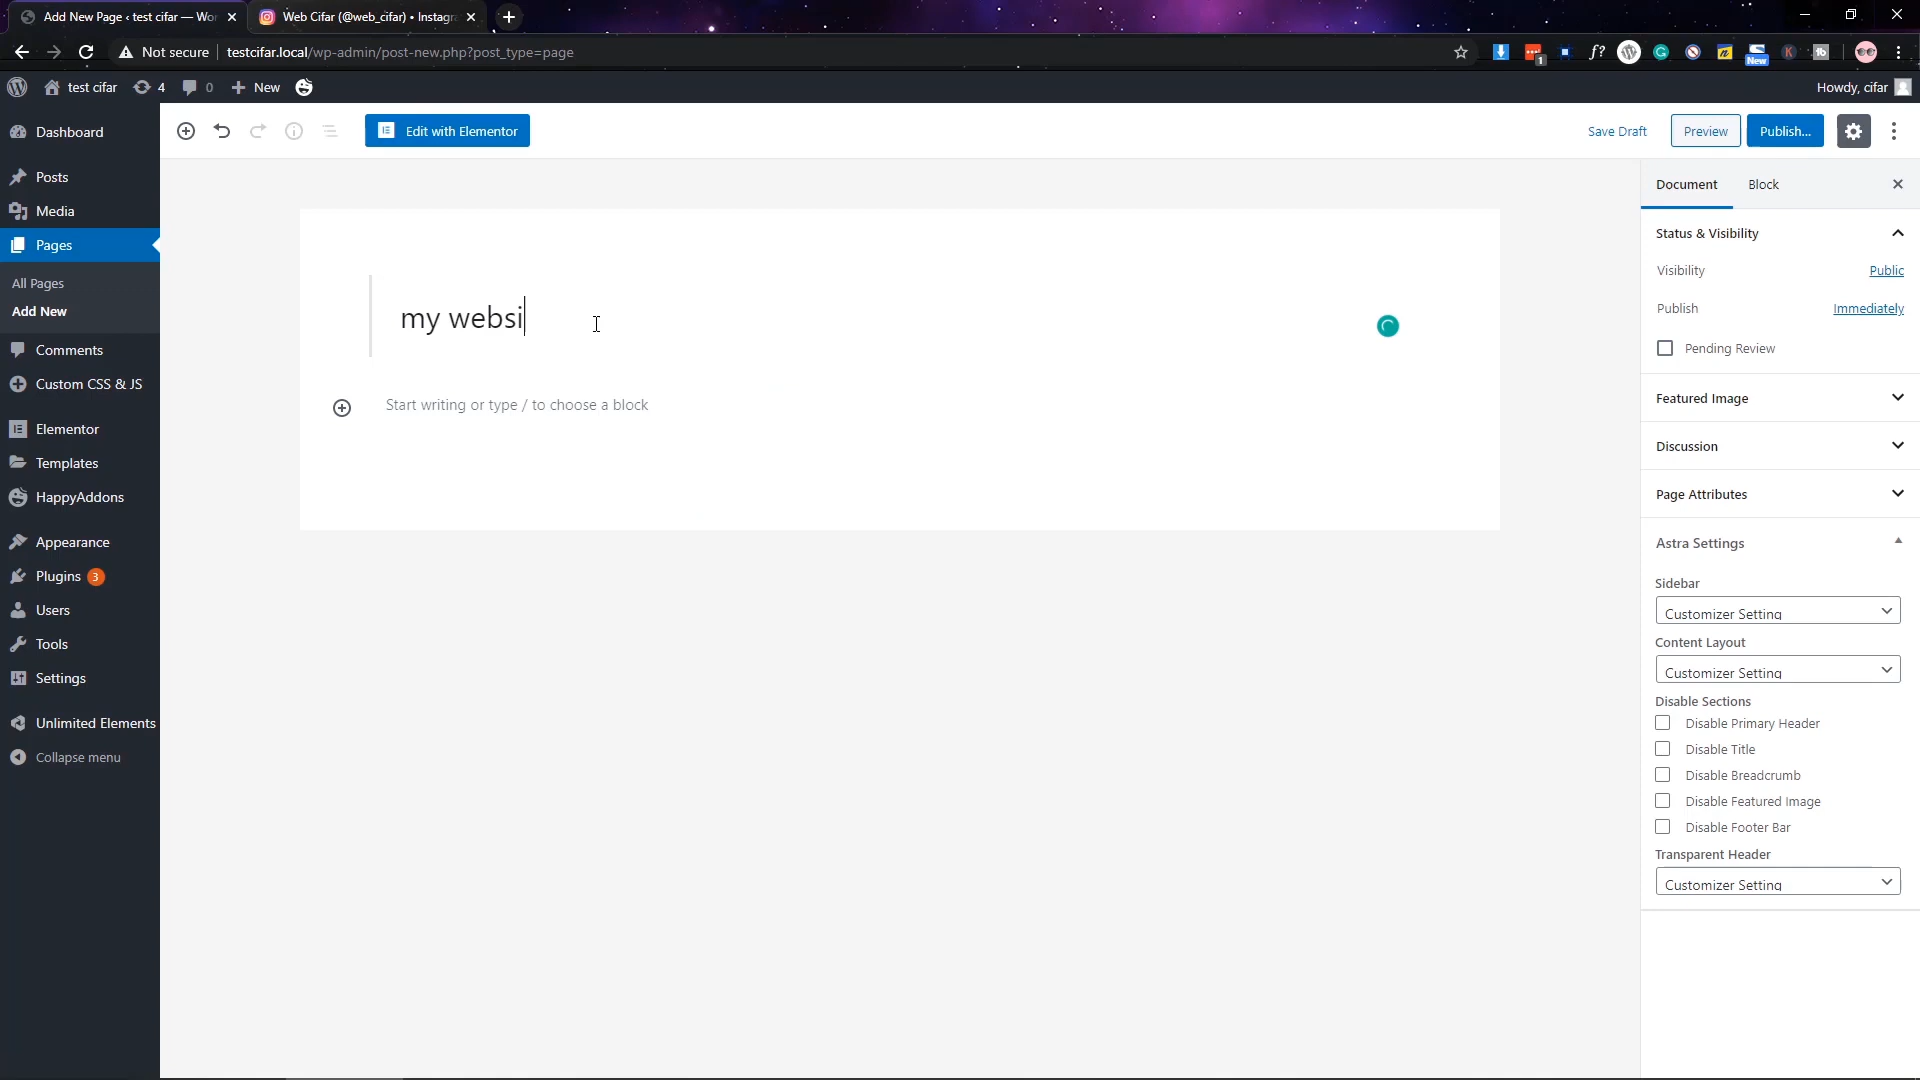 Add New Page ‹ test cifar — Wor
Web Cifar (@web_cifar) • Instagr
Not secure
testcifar.local/wp-admin/post-new.php?post_type=page
1
f?
New
K
test cifar
4
0
New
Howdy, cifar
Dashboard
Posts
Media
Pages
All Pages
Add New
Comments
Custom CSS & JS
Elementor
Templates
HappyAddons
Appearance
Plugins 3
Users
Tools
Settings
Unlimited Elements
Collapse menu
Edit with Elementor
Save Draft
Preview
Publish...
my websi
Start writing or type / to choose a block
Document
Block
Status & Visibility
Visibility
Public
Publish
Immediately
Pending Review
Featured Image
Discussion
Page Attributes
Astra Settings
Sidebar
Customizer Setting
Content Layout
Customizer Setting
Disable Sections
Disable Primary Header
Disable Title
Disable Breadcrumb
Disable Featured Image
Disable Footer Bar
Transparent Header
Customizer Setting